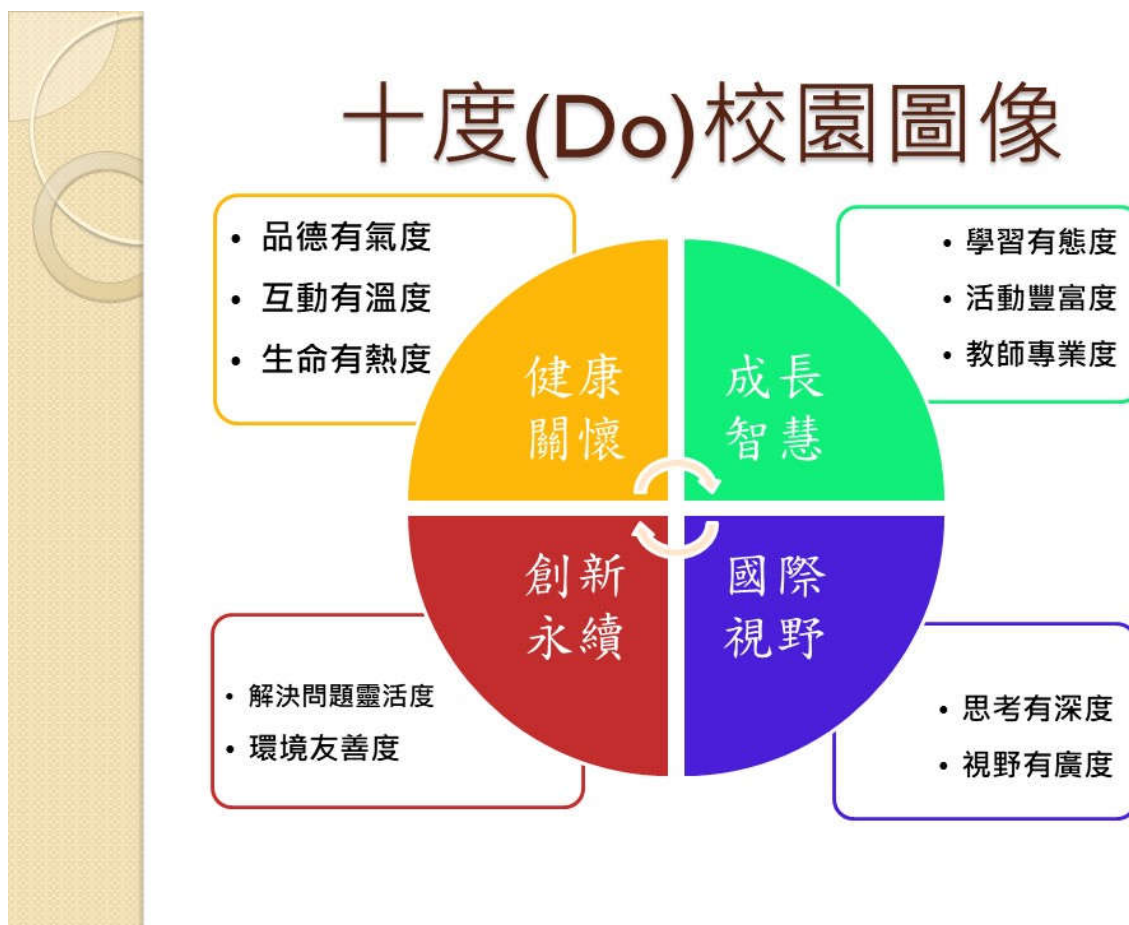 十度(Do)校園圖像
• 品德有氣度
• 互動有溫度
• 生命有熱度
• 學習有態度
• 活動豐富度
• 教師專業度
健康
關懷
成長
智慧
創新
永續
國際
視野
• 解決問題靈活度
• 環境友善度
• 思考有深度
• 視野有廣度